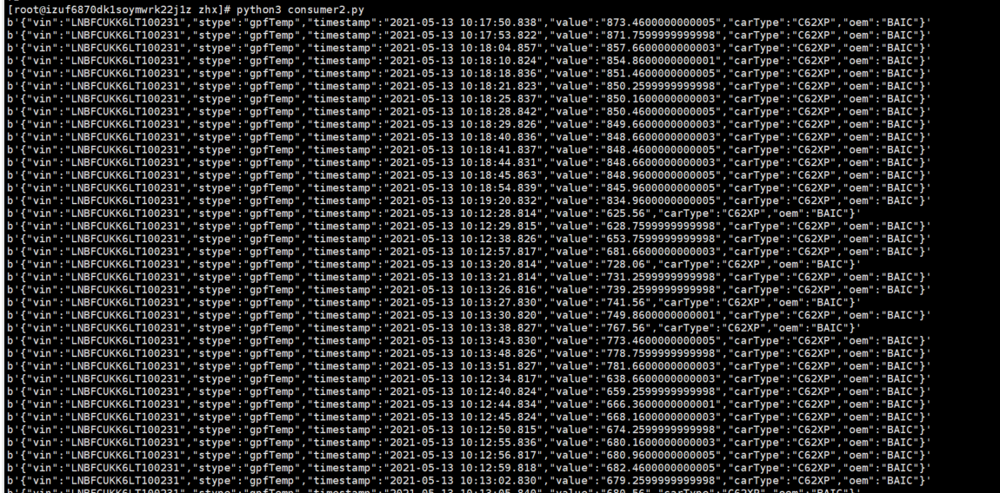 [root@izuf6870dk1soymwrk22j1z zhx]# python3 consumer2.py
b'{"vin":"LNBFCUKK6LT100231","stype":"gpfTemp","timestamp":"2021-05-13 10:17:50.838","value":"873.4600000000005","carType":"C62XP","oem":"BAIC"}'
b'{"vin":"LNBFCUKK6LT100231","stype":"gpfTemp","timestamp":"2021-05-13 10:17:53.822","value":"871.7599999999998","carType":"C62XP","oem":"BAIC"}'
b'{"vin":"LNBFCUKK6LT100231","stype":"gpfTemp","timestamp":"2021-05-13 10:18:04.857","value":"857.6600000000003","carType":"C62XP","oem":"BAIC"}'
b'{"vin":"LNBFCUKK6LT100231","stype":"gpfTemp","timestamp":"2021-05-13 10:18:10.824","value":"854.8600000000001","carType":"C62XP","oem":"BAIC"}'
b'{"vin":"LNBFCUKK6LT100231","stype":"gpfTemp","timestamp":"2021-05-13 10:18:18.836","value":"851.4600000000005","carType":"C62XP","oem":"BAIC"}'
b'{"vin":"LNBFCUKK6LT100231","stype":"gpfTemp","timestamp":"2021-05-13 10:18:21.823","value":"850.2599999999998","carType":"C62XP","oem":"BAIC"}'
b'{"vin":"LNBFCUKK6LT100231","stype":"gpfTemp","timestamp":"2021-05-13 10:18:25.837","value":"850.1600000000003","carType":"C62XP","oem":"BAIC"}'
b'{"vin":"LNBFCUKK6LT100231","stype":"gpfTemp","timestamp":"2021-05-13 10:18:28.842","value":"850.4600000000005","carType":"C62XP","oem":"BAIC"}'
b'{"vin":"LNBFCUKK6LT100231","stype":"gpfTemp","timestamp":"2021-05-13 10:18:29.826","value":"849.6600000000003","carType":"C62XP","oem":"BAIC"}'
b'{"vin":"LNBFCUKK6LT100231","stype":"gpfTemp","timestamp":"2021-05-13 10:18:40.836","value":"848.6600000000003","carType":"C62XP","oem":"BAIC"}'
b'{"vin":"LNBFCUKK6LT100231","stype":"gpfTemp","timestamp":"2021-05-13 10:18:41.837","value":"848.4600000000005","carType":"C62XP","oem":"BAIC"}'
b'{"vin":"LNBFCUKK6LT100231","stype":"gpfTemp","timestamp":"2021-05-13 10:18:44.831","value":"848.6600000000003","carType":"C62XP","oem":"BAIC"}'
b'{"vin":"LNBFCUKK6LT100231","stype":"gpfTemp","timestamp":"2021-05-13 10:18:45.863","value":"848.9600000000005","carType":"C62XP","oem":"BAIC"}'
b'{"vin":"LNBFCUKK6LT100231","stype":"gpfTemp","timestamp":"2021-05-13 10:18:54.839","value":"845.9600000000005","carType":"C62XP","oem":"BAIC"}'
b'{"vin":"LNBFCUKK6LT100231","stype":"gpfTemp","timestamp":"2021-05-13 10:19:20.832","value":"834.9600000000005","carType":"C62XP","oem":"BAIC"}'
b'{"vin":"LNBFCUKK6LT100231","stype":"gpfTemp","timestamp":"2021-05-13 10:12:28.814","value":"625.56","carType":"C62XP","oem":"BAIC"}'
b'{"vin":"LNBFCUKK6LT100231","stype":"gpfTemp","timestamp":"2021-05-13 10:12:29.815","value":"628.7599999999998","carType":"C62XP","oem":"BAIC"}'
b'{"vin":"LNBFCUKK6LT100231","stype":"gpfTemp","timestamp":"2021-05-13 10:12:38.826","value":"653.7599999999998","carType":"C62XP","oem":"BAIC"}'
b'{"vin":"LNBFCUKK6LT100231","stype":"gpfTemp","timestamp":"2021-05-13 10:12:57.817","value":"681.6600000000003","carType":"C62XP","oem":"BAIC"}'
b'{"vin":"LNBFCUKK6LT100231","stype":"gpfTemp","timestamp":"2021-05-13 10:13:20.814","value":"728.06","carType":"C62XP","oem":"BAIC"}'
b'{"vin":"LNBFCUKK6LT100231","stype":"gpfTemp","timestamp":"2021-05-13 10:13:21.814","value":"731.2599999999998","carType":"C62XP","oem":"BAIC"}'
b'{"vin":"LNBFCUKK6LT100231","stype":"gpfTemp","timestamp":"2021-05-13 10:13:26.816","value":"739.2599999999998","carType":"C62XP","oem":"BAIC"}'
b'{"vin":"LNBFCUKK6LT100231","stype":"gpfTemp","timestamp":"2021-05-13 10:13:27.830","value":"741.56","carType":"C62XP","oem":"BAIC"}'
b'{"vin":"LNBFCUKK6LT100231","stype":"gpfTemp","timestamp":"2021-05-13 10:13:30.820","value":"749.8600000000001","carType":"C62XP","oem":"BAIC"}'
b'{"vin":"LNBFCUKK6LT100231","stype":"gpfTemp","timestamp":"2021-05-13 10:13:38.827","value":"767.56","carType":"C62XP","oem":"BAIC"}'
b'{"vin":"LNBFCUKK6LT100231","stype":"gpfTemp","timestamp":"2021-05-13 10:13:43.830","value":"773.4600000000005","carType":"C62XP","oem":"BAIC"}'
b'{"vin":"LNBFCUKK6LT100231","stype":"gpfTemp","timestamp":"2021-05-13 10:13:48.826","value":"778.7599999999998","carType":"C62XP","oem":"BAIC"}'
b'{"vin":"LNBFCUKK6LT100231","stype":"gpfTemp","timestamp":"2021-05-13 10:13:51.827","value":"781.6600000000003","carType":"C62XP","oem":"BAIC"}'
b'{"vin":"LNBFCUKK6LT100231","stype":"gpfTemp","timestamp":"2021-05-13 10:12:34.817","value":"638.6600000000003","carType":"C62XP","oem":"BAIC"}'
b'{"vin":"LNBFCUKK6LT100231","stype":"gpfTemp","timestamp":"2021-05-13 10:12:40.824","value":"659.2599999999998","carType":"C62XP","oem":"BAIC"}'
b'{"vin":"LNBFCUKK6LT100231","stype":"gpfTemp","timestamp":"2021-05-13 10:12:44.834","value":"666.3600000000001","carType":"C62XP","oem":"BAIC"}'
b'{"vin":"LNBFCUKK6LT100231","stype":"gpfTemp","timestamp":"2021-05-13 10:12:45.824","value":"668.1600000000003","carType":"C62XP","oem":"BAIC"}'
b'{"vin":"LNBFCUKK6LT100231","stype":"gpfTemp","timestamp":"2021-05-13 10:12:50.815","value":"674.2599999999998","carType":"C62XP","oem":"BAIC"}'
b'{"vin":"LNBFCUKK6LT100231","stype":"gpfTemp","timestamp":"2021-05-13 10:12:55.836","value":"680.1600000000003","carType":"C62XP","oem":"BAIC"}'
b'{"vin":"LNBFCUKK6LT100231","stype":"gpfTemp","timestamp":"2021-05-13 10:12:56.817","value":"680.9600000000005","carType":"C62XP","oem":"BAIC"}'
b'{"vin":"LNBFCUKK6LT100231","stype":"gpfTemp","timestamp":"2021-05-13 10:12:59.818","value":"682.4600000000005","carType":"C62XP","oem":"BAIC"}'
b'{"vin":"LNBFCUKK6LT100231","stype":"gpfTemp","timestamp":"2021-05-13 10:13:02.830","value":"679.2599999999998","carType":"C62XP","oem":"BAIC"}'